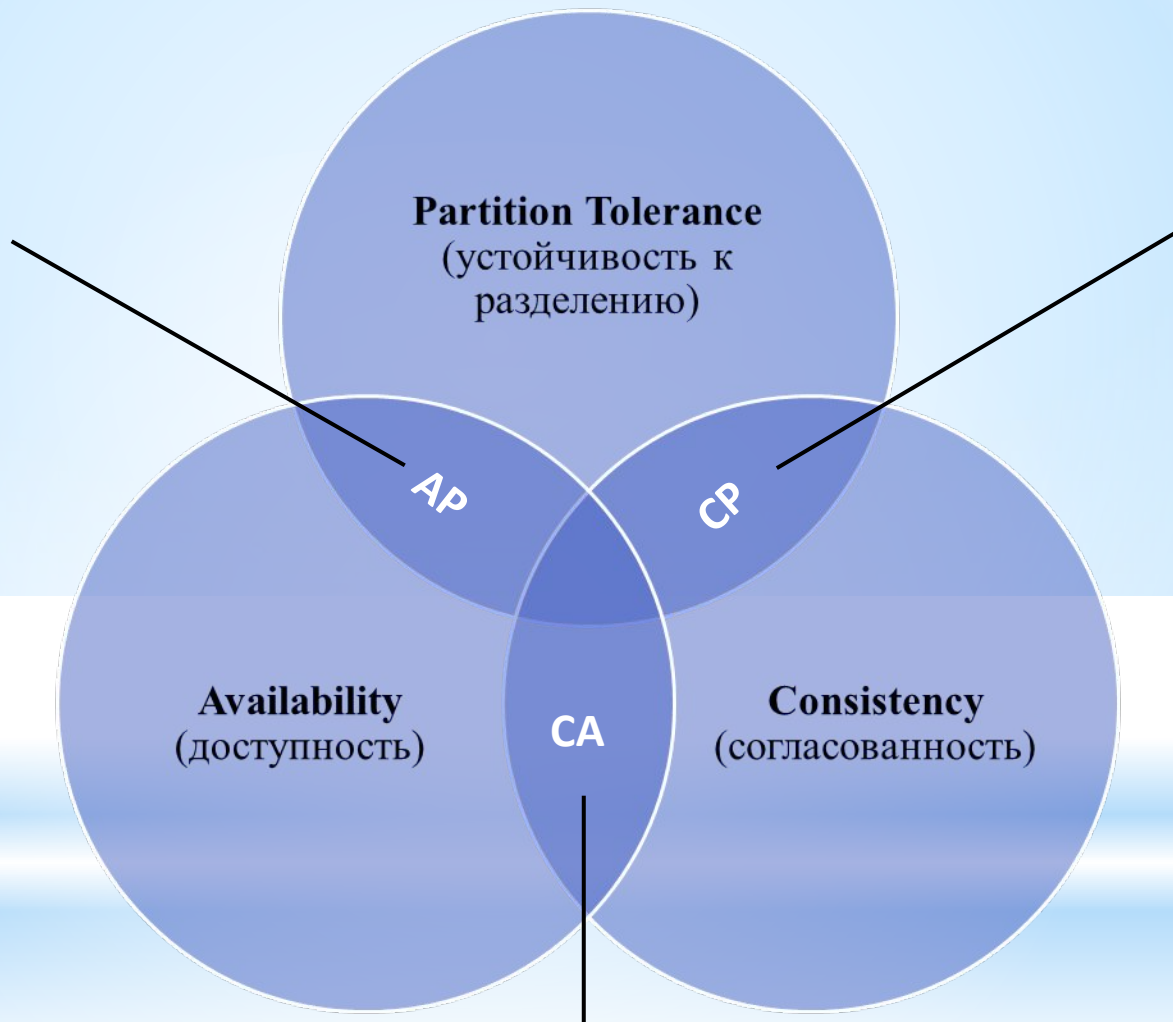 Partition Tolerance
(устойчивость к
разделению)
AP
CP
Availability
(доступность)
CA
Consistency
(согласованность)